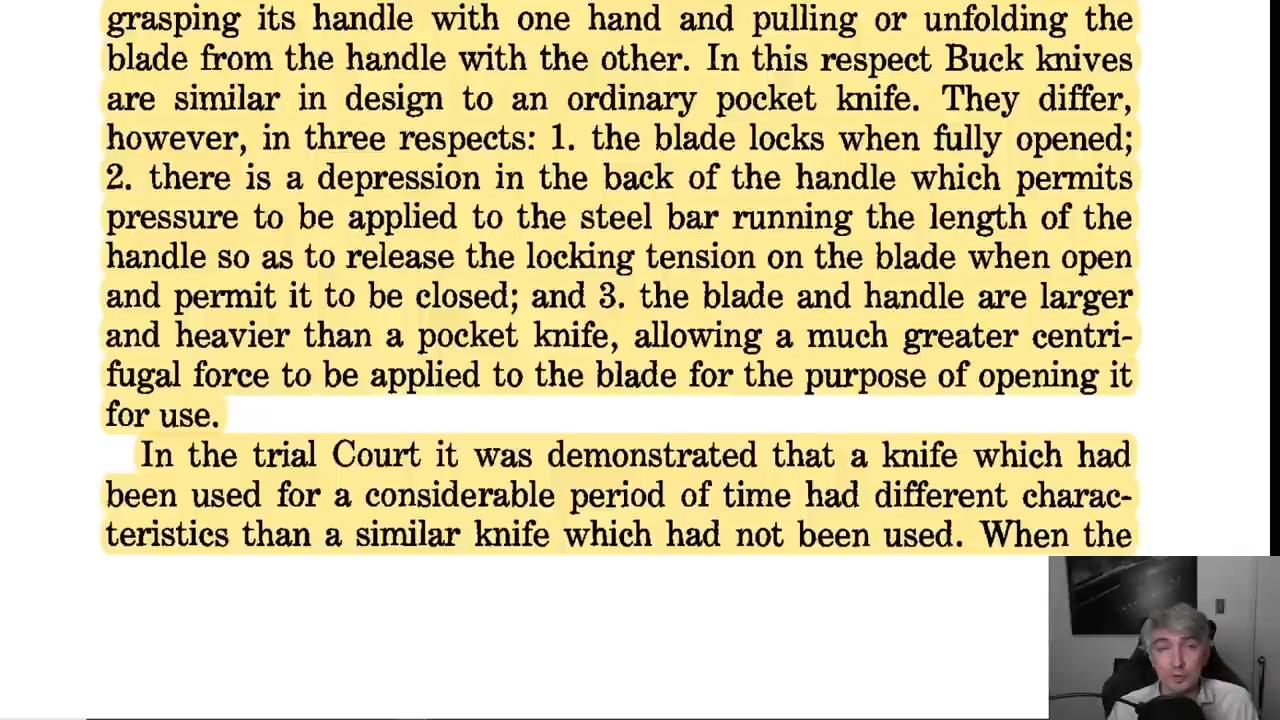 grasping its handle with one hand and pulling or unfolding the
blade from the handle with the other. In this respect Buck knives
are similar in design to an ordinary pocket knife. They differ,
however, in three respects: 1. the blade locks when fully opened;
2. there is a depression in the back of the handle which permits
pressure to be applied to the steel bar running the length of the
handle so as to release the locking tension on the blade when open
and permit it to be closed; and 3. the blade and handle are larger
and heavier than a pocket knife, allowing a much greater centri-
fugal force to be applied to the blade for the purpose of opening it
for use.
In the trial Court it was demonstrated that a knife which had
been used for a considerable period of time had different charac-
teristics than a similar knife which had not been used. When the